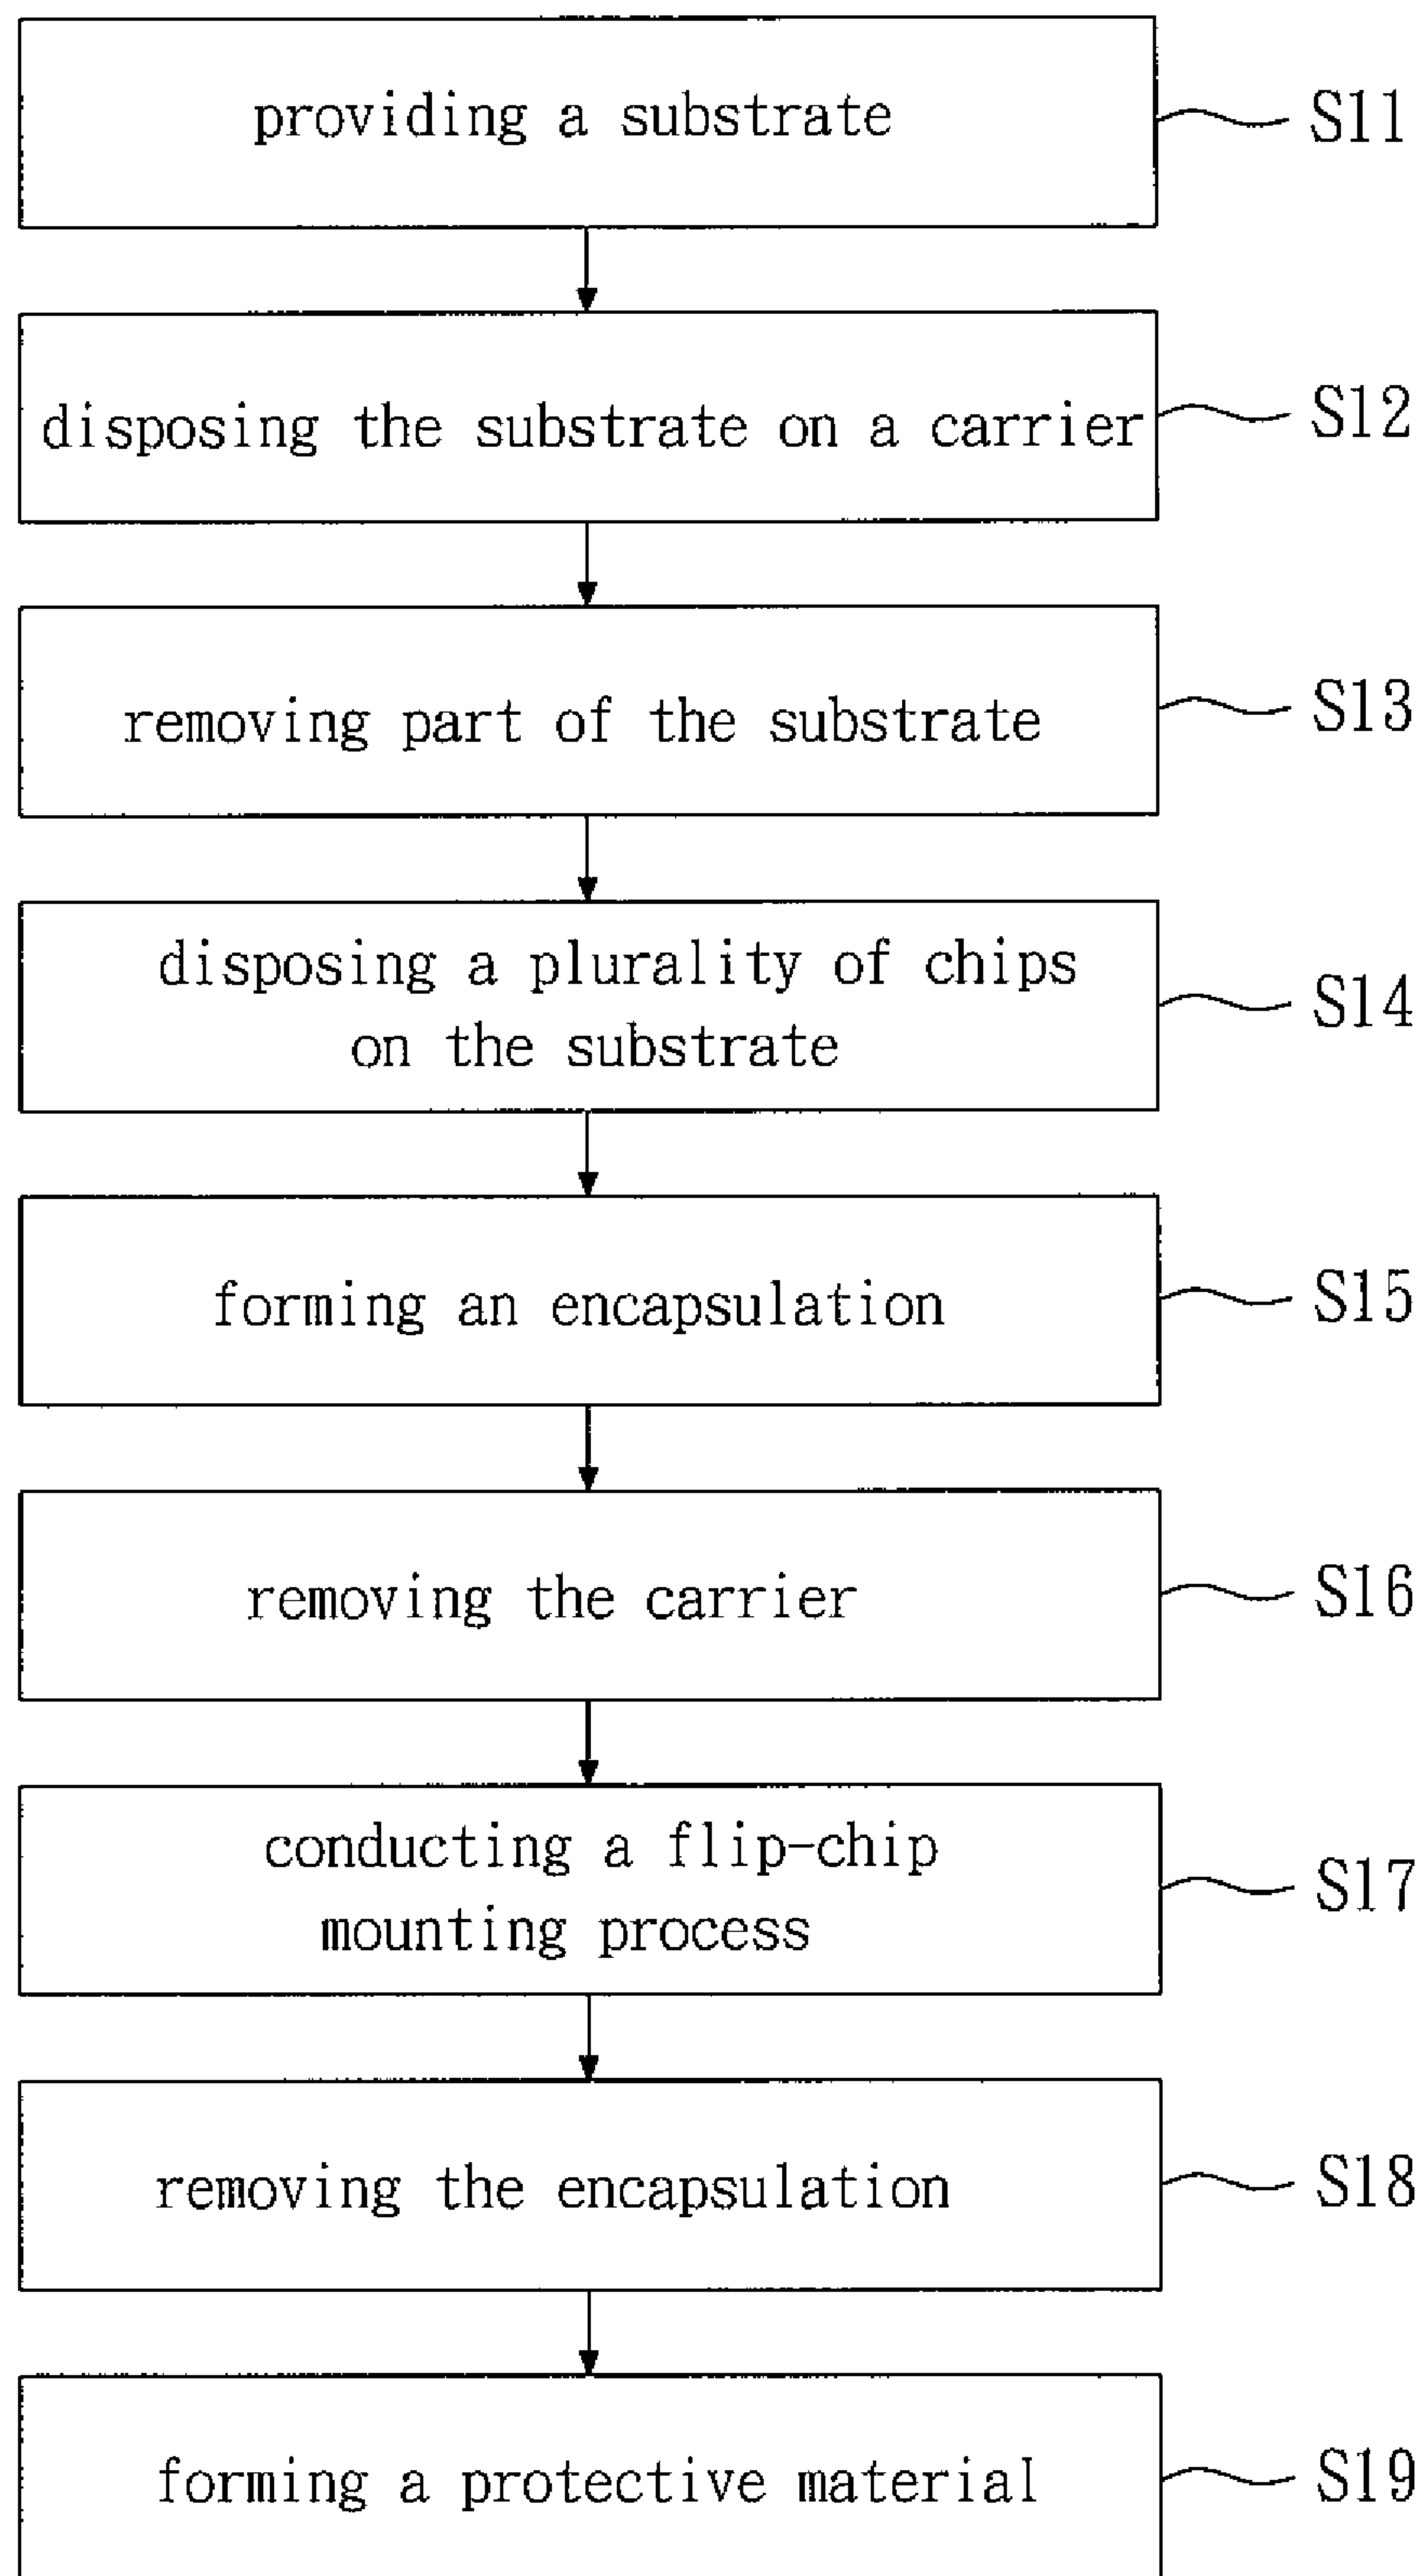 providing a substrate
S11
disposing the substrate on a carrier
S12
removing part of the substrate
S13
disposing a plurality of chips
on the substrate
S14
forming an encapsulation
S15
removing the carrier
S16
conducting a flip-chip
mounting process
S17
removing the encapsulation
S18
forming a protective material
S19